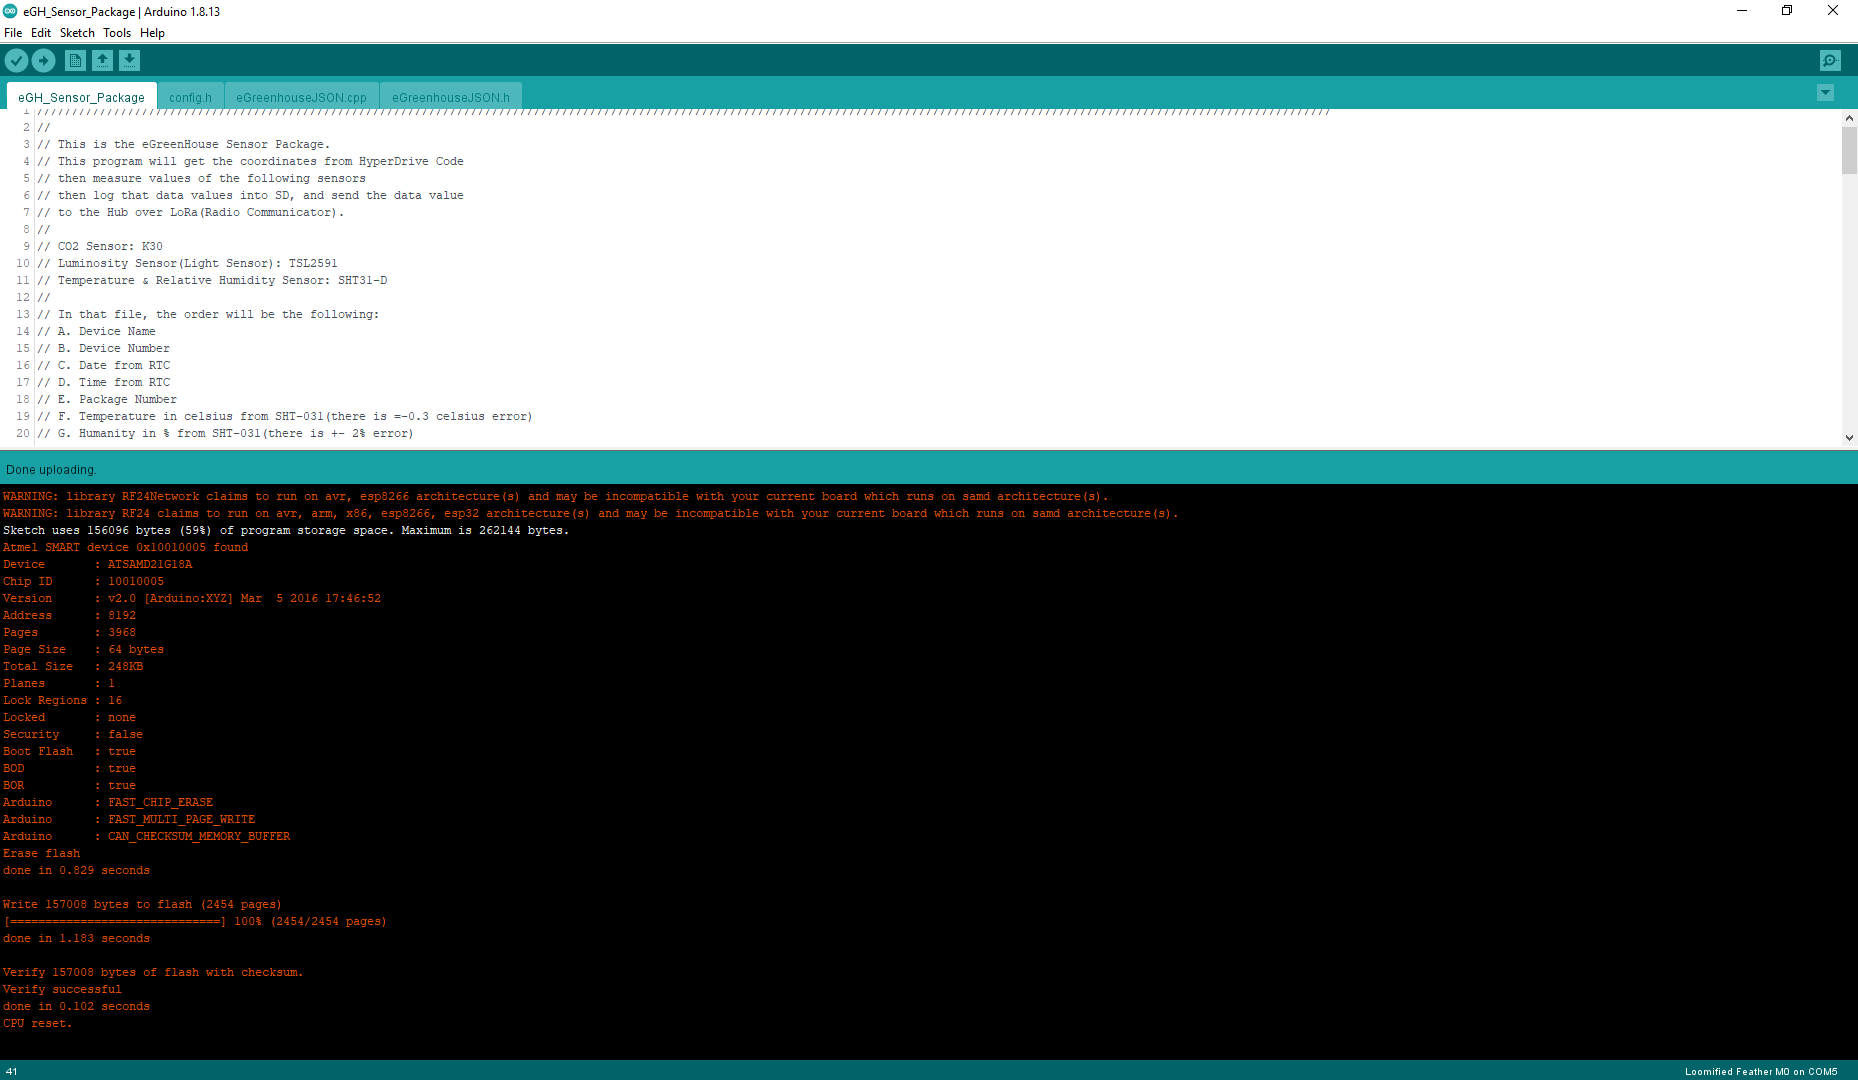 eGH_Sensor_Package | Arduino 1.8.13
File Edit Sketch Tools Help
eGH_Sensor_Package config.h eGreenhouseJSON.cpp eGreenhouseJSON.h
1 ////////////////////////////////////////////////////////////////////////////////////////////////////////////////////////////////////////////////////////////////////////////////////////
2 //
3 // This is the eGreenHouse Sensor Package.
4 // This program will get the coordinates from HyperDrive Code
5 // then measure values of the following sensors
6 // then log that data values into SD, and send the data value
7 // to the Hub over LoRa(Radio Communicator).
8 //
9 // CO2 Sensor: K30
10 // Luminosity Sensor(Light Sensor): TSL2591
11 // Temperature & Relative Humidity Sensor: SHT31-D
12 //
13 // In that file, the order will be the following:
14 // A. Device Name
15 // B. Device Number
16 // C. Date from RTC
17 // D. Time from RTC
18 // E. Package Number
19 // F. Temperature in celsius from SHT-031(there is =-0.3 celsius error)
20 // G. Humanity in % from SHT-031(there is +- 2% error)
Done uploading.
WARNING: library RF24Network claims to run on avr, esp8266 architecture(s) and may be incompatible with your current board which runs on samd architecture(s).
WARNING: library RF24 claims to run on avr, arm, x86, esp8266, esp32 architecture(s) and may be incompatible with your current board which runs on samd architecture(s).
Sketch uses 156096 bytes (59%) of program storage space. Maximum is 262144 bytes.
Atmel SMART device 0x10010005 found
Device : ATSAMD21G18A
Chip ID : 10010005
Version : v2.0 [Arduino:XYZ] Mar  5 2016 17:46:52
Address : 8192
Pages : 3968
Page Size : 64 bytes
Total Size : 248KB
Planes : 1
Lock Regions : 16
Locked : none
Security : false
Boot Flash : true
BOD : true
BOR : true
Arduino : FAST_CHIP_ERASE
Arduino : FAST_MULTI_PAGE_WRITE
Arduino : CAN_CHECKSUM_MEMORY_BUFFER
Erase flash
done in 0.829 seconds
Write 157008 bytes to flash (2454 pages)
[==============================] 100% (2454/2454 pages)
done in 1.183 seconds
Verify 157008 bytes of flash with checksum.
Verify successful
done in 0.102 seconds
CPU reset.
41 Loomified Feather M0 on COM5